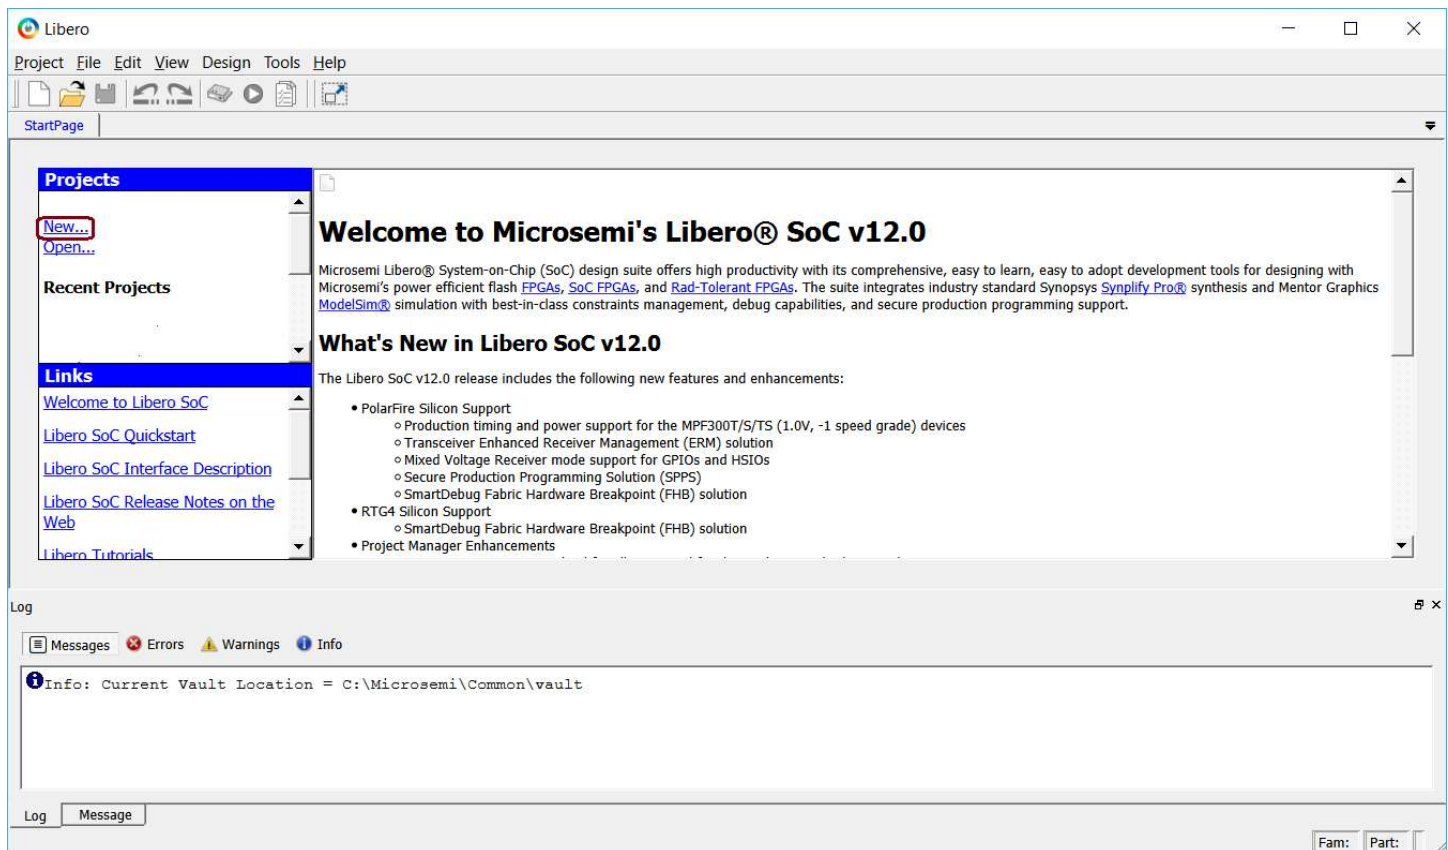 Libero
Project File Edit View Design Tools Help
StartPage
Projects
New...
Open...
Recent Projects
Links
Welcome to Libero SoC
Libero SoC Quickstart
Libero SoC Interface Description
Libero SoC Release Notes on the
Web
Libero Tutorials
Welcome to Microsemi's Libero® SoC v12.0
Microsemi Libero® System-on-Chip (SoC) design suite offers high productivity with its comprehensive, easy to learn, easy to adopt development tools for designing with
Microsemi's power efficient flash FPGAs, SoC FPGAs, and Rad-Tolerant FPGAs. The suite integrates industry standard Synopsys Synplify Pro® synthesis and Mentor Graphics
ModelSim® simulation with best-in-class constraints management, debug capabilities, and secure production programming support.
What's New in Libero SoC v12.0
The Libero SoC v12.0 release includes the following new features and enhancements:
• PolarFire Silicon Support
○ Production timing and power support for the MPF300T/S/TS (1.0V, -1 speed grade) devices
○ Transceiver Enhanced Receiver Management (ERM) solution
○ Mixed Voltage Receiver mode support for GPIOs and HSIOs
○ Secure Production Programming Solution (SPPS)
○ SmartDebug Fabric Hardware Breakpoint (FHB) solution
• RTG4 Silicon Support
○ SmartDebug Fabric Hardware Breakpoint (FHB) solution
• Project Manager Enhancements
Log
Messages Errors Warnings Info
Info: Current Vault Location = C:\Microsemi\Common\vault
Log Message
Fam: Part: